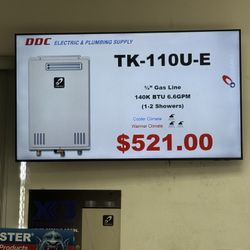 DDC ELECTRIC & PLUMBING SUPPLY
TK-110U-E
¾" Gas Line
140K BTU 6.6GPM
(1-2 Showers)
Cooler Climate
Warmer Climate
$521.00
STER
Products